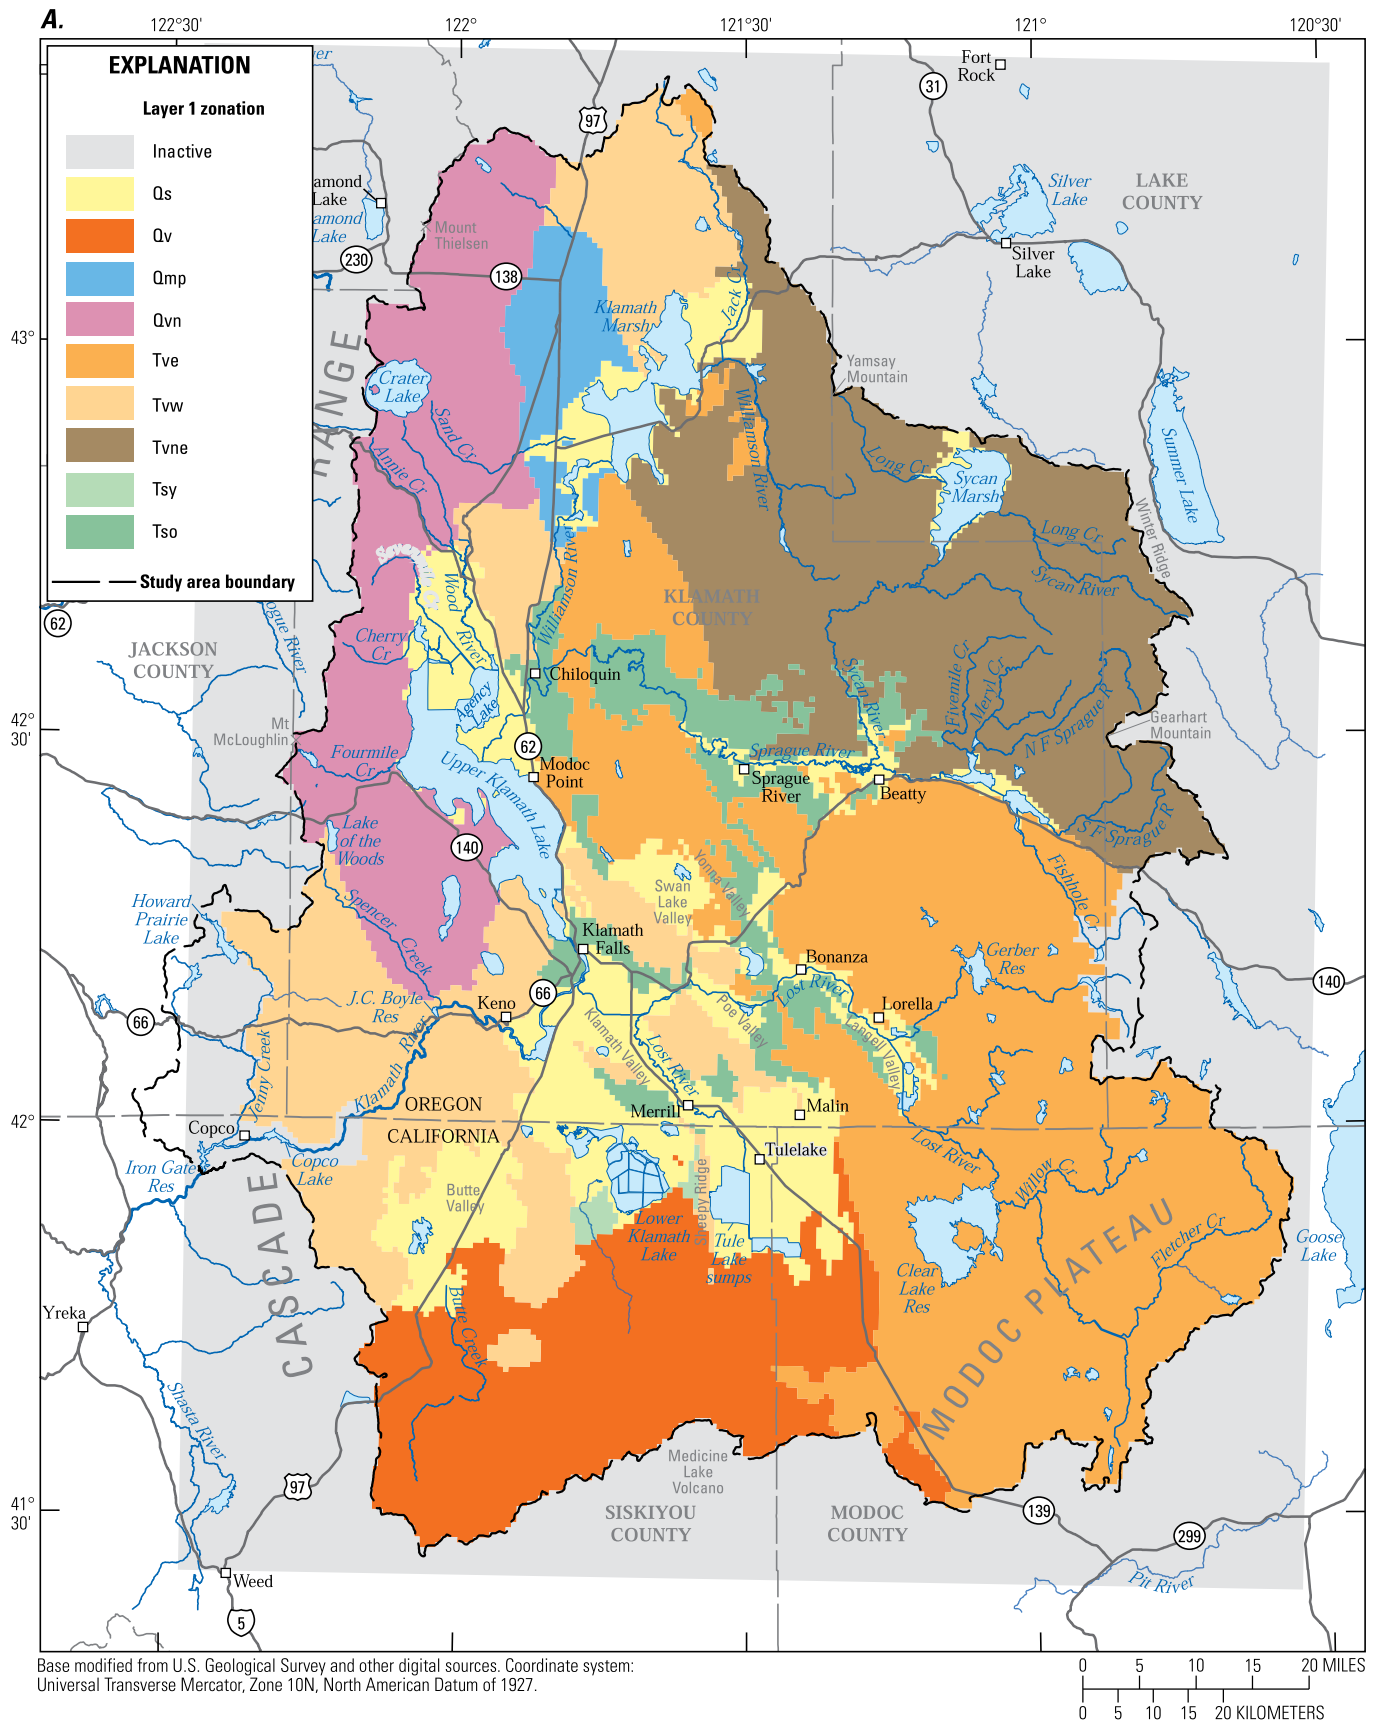 A.
122°30'
122°
121°30'
121°
120°30'
EXPLANATION
Layer 1 zonation
Inactive
Qs
Qv
Qmp
Qvn
Tve
Tvw
Tvne
Tsy
Tso
Study area boundary
43°
42°
30'
42°
41°
30'
Fort
Rock
31
97
LAKE
COUNTY
Silver
Lake
Silver
Lake
amond
Lake
amond
Lake
Mount
Thielsen
230
138
Klamath
Marsh
Jack Cr
Yamsay
Mountain
RANGE
Crater
Lake
Sand Cr
Annie Cr
Williamson River
Long Cr
Sycan
Marsh
Summer Lake
Winter Ridge
Long Cr
Sycan River
Sevenmile Cr
Wood
River
Williamson River
KLAMATH
COUNTY
62
JACKSON
COUNTY
ogue River
Cherry
Cr
Chiloquin
Agency
Lake
Sycan River
Fivemile Cr
Meryl Cr
N F Sprague R
Gearhart
Mountain
Mt
McLoughlin
Fourmile
Cr
62
Modoc
Point
Upper Klamath Lake
Sprague River
Sprague
River
Beatty
S F Sprague R
Lake
of the
Woods
140
Fishhole Cr
Howard
Prairie
Lake
Spencer Creek
Swan
Lake
Valley
Yonna Valley
Klamath
Falls
Bonanza
Gerber
Res
140
J.C. Boyle
Res
Keno
66
66
Lost River
Lorella
Poe Valley
Langell Valley
Klamath Valley
Lost River
Jenny Creek
Klamath River
OREGON
CALIFORNIA
Merrill
Malin
Copco
Copco
Lake
Iron Gate
Res
Tulelake
Lost River
Willow Cr
Butte
Valley
Sheepy Ridge
Lower
Klamath
Lake
Tule
Lake
sumps
Clear
Lake
Res
Fletcher Cr
Goose
Lake
MODOC PLATEAU
CASCADE
Yreka
Butte Creek
Shasta River
Medicine
Lake
Volcano
97
SISKIYOU
COUNTY
MODOC
COUNTY
139
299
Pit River
Weed
5
Base modified from U.S. Geological Survey and other digital sources. Coordinate system:
Universal Transverse Mercator, Zone 10N, North American Datum of 1927.
0 5 10 15 20 MILES
0 5 10 15 20 KILOMETERS